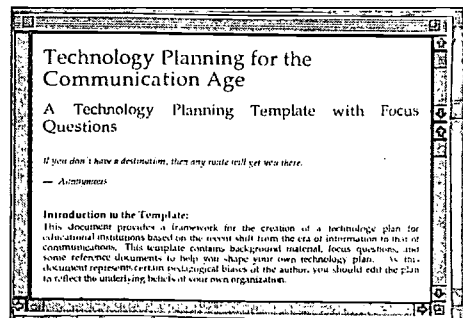 Technology Planning for the
Communication Age
A Technology Planning Template with Focus
Questions
If you don't have a destination, then any route will get you there.
— Anonymous
Introduction to the Template:
This document provides a framework for the creation of a technology plan for
educational institutions based on the recent shift from the era of information to that of
communications. This template contains background material, focus questions, and
some reference documents to help you shape your own technology plan. As this
document represents certain pedagogical biases of the author, you should edit the plan
to reflect the underlying beliefs of your own organization.